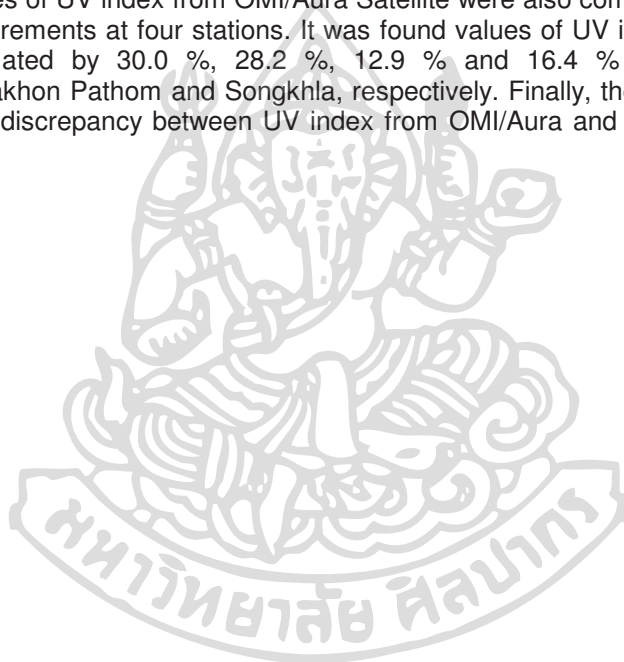 es of UV index from OMI/Aura Satellite were also com
rements at four stations. It was found values of UV i
ated by 30.0 %, 28.2 %, 12.9 % and 16.4 %
akhon Pathom and Songkhla, respectively. Finally, the
discrepancy between UV index from OMI/Aura and
มหาวิทยาลัย ศิลปากร